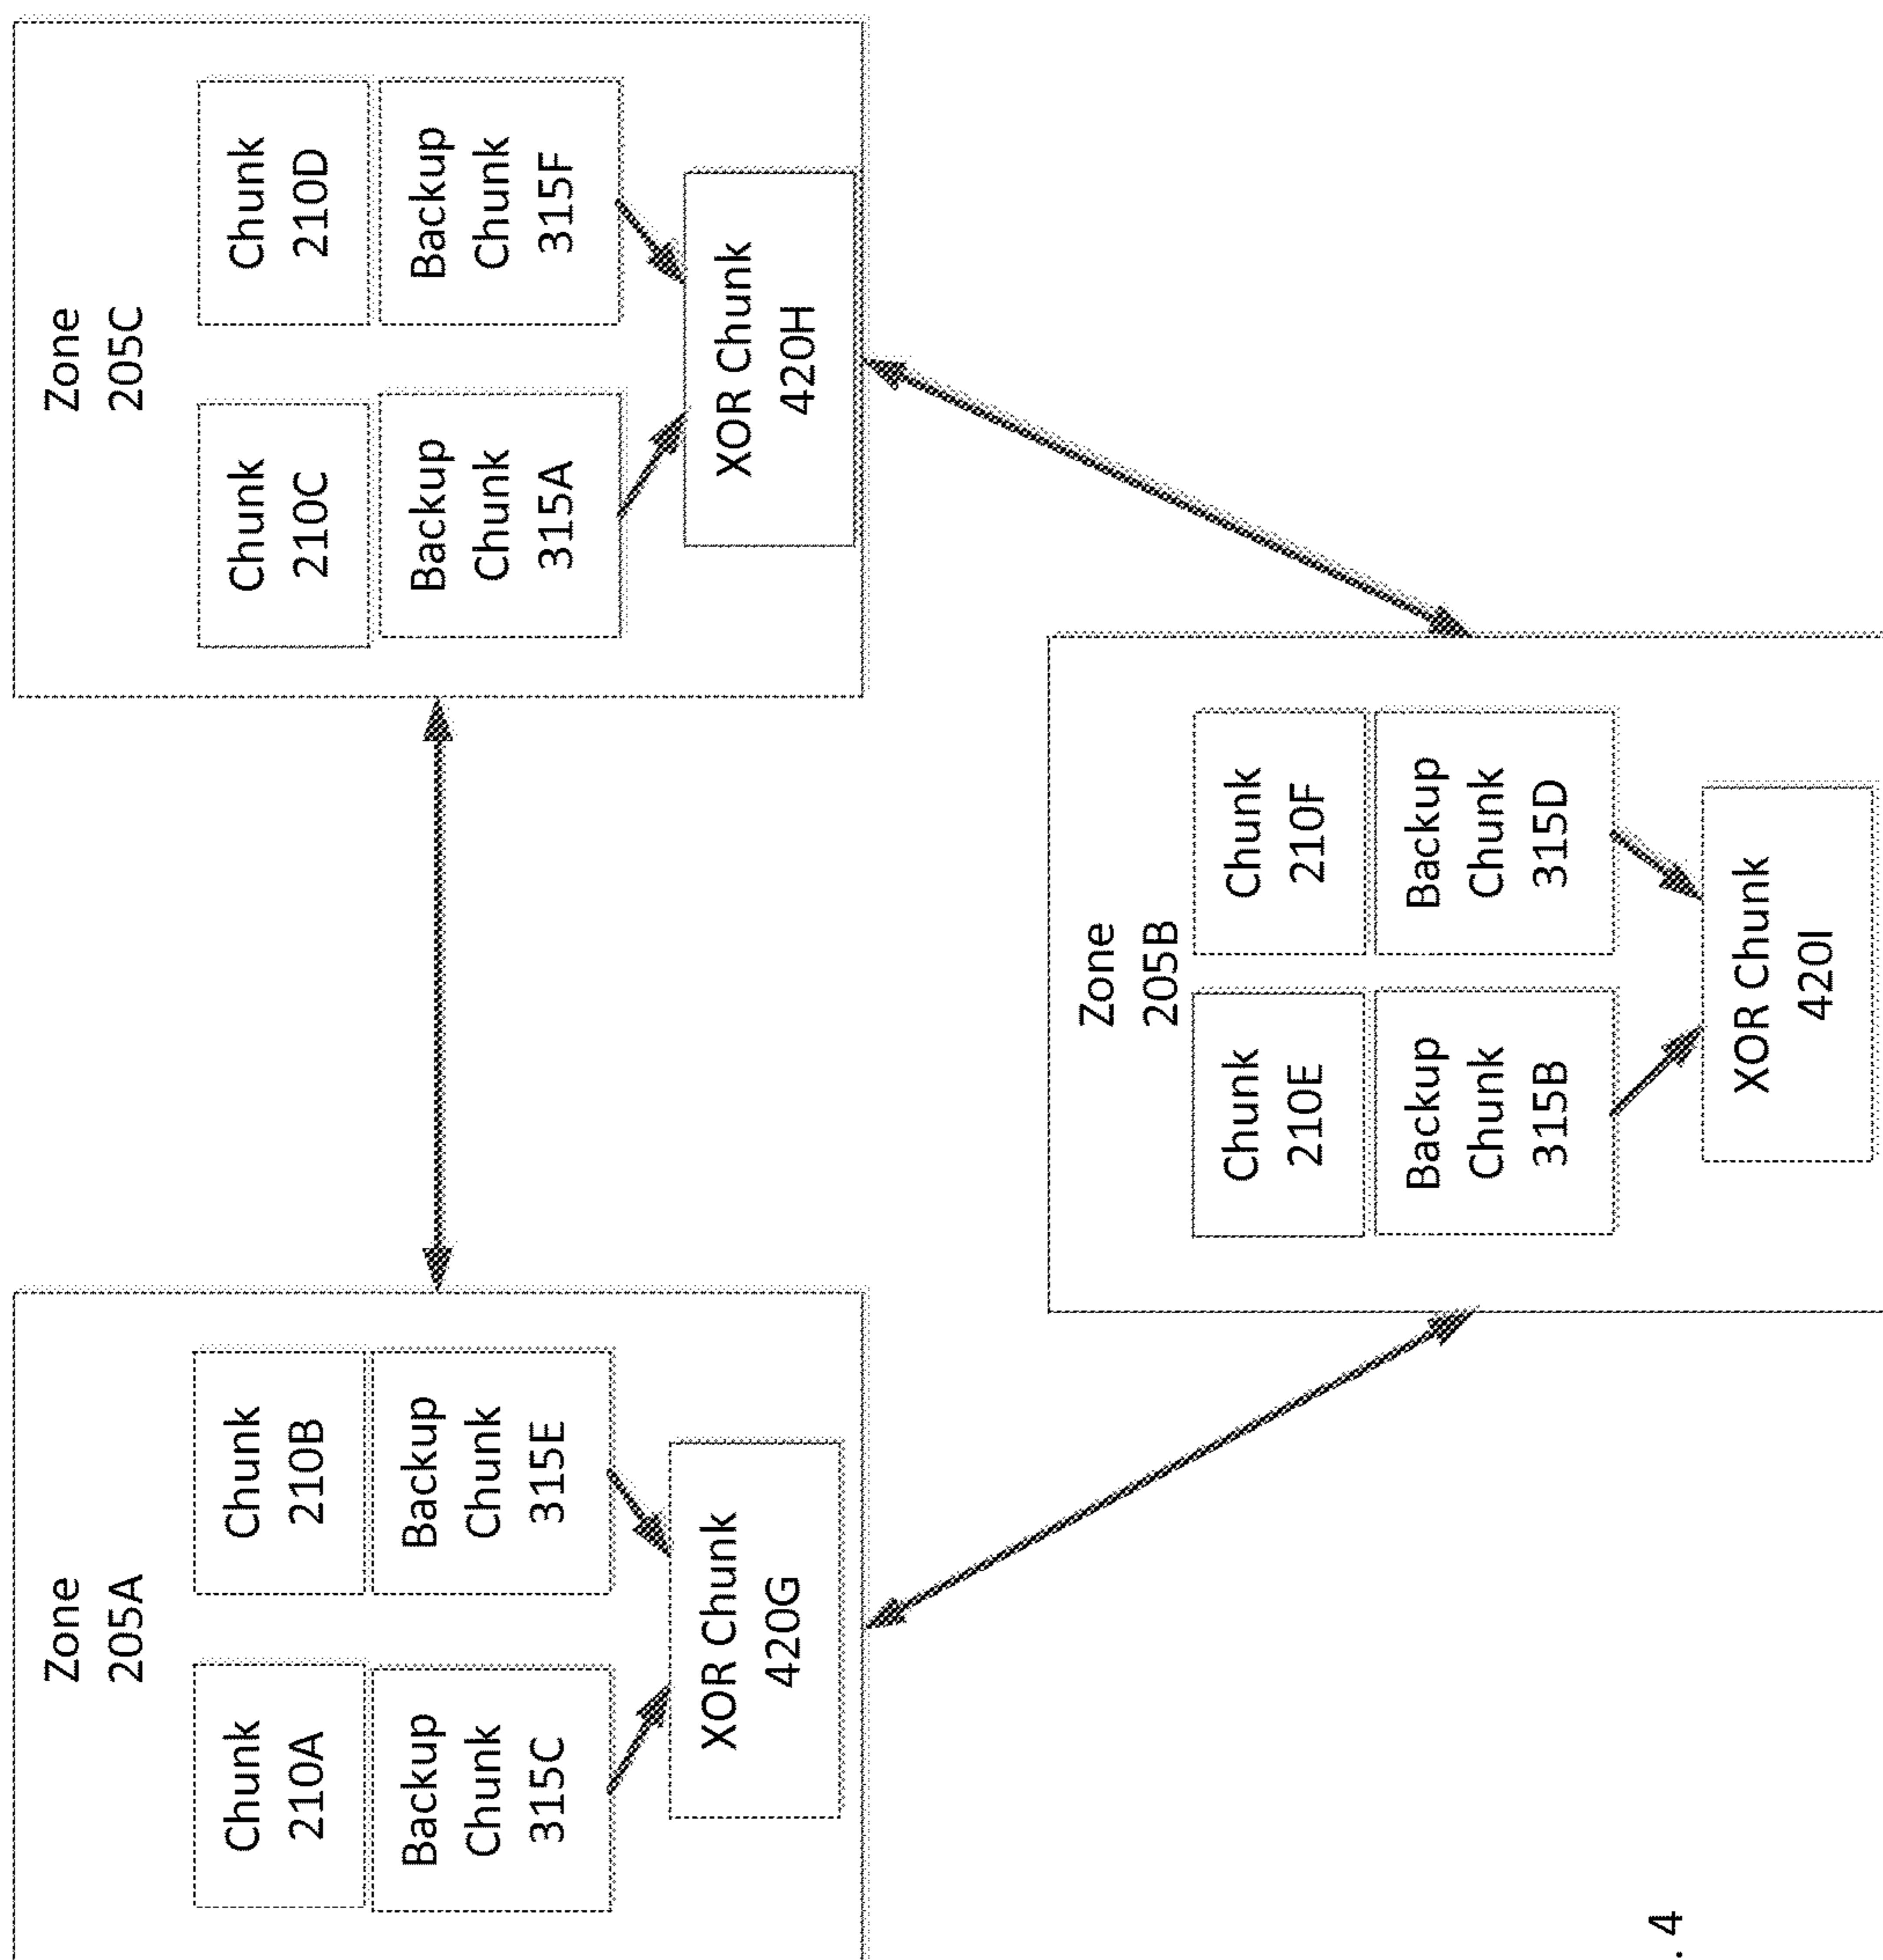 Zone
205A
Chunk
210A
Chunk
210B
Backup
Chunk
315C
Backup
Chunk
315E
XOR Chunk
420G
Zone
205C
Chunk
210C
Chunk
210D
Backup
Chunk
315A
Backup
Chunk
315F
XOR Chunk
420H
Zone
205B
Chunk
210E
Chunk
210F
Backup
Chunk
315B
Backup
Chunk
315D
XOR Chunk
420I
. 4